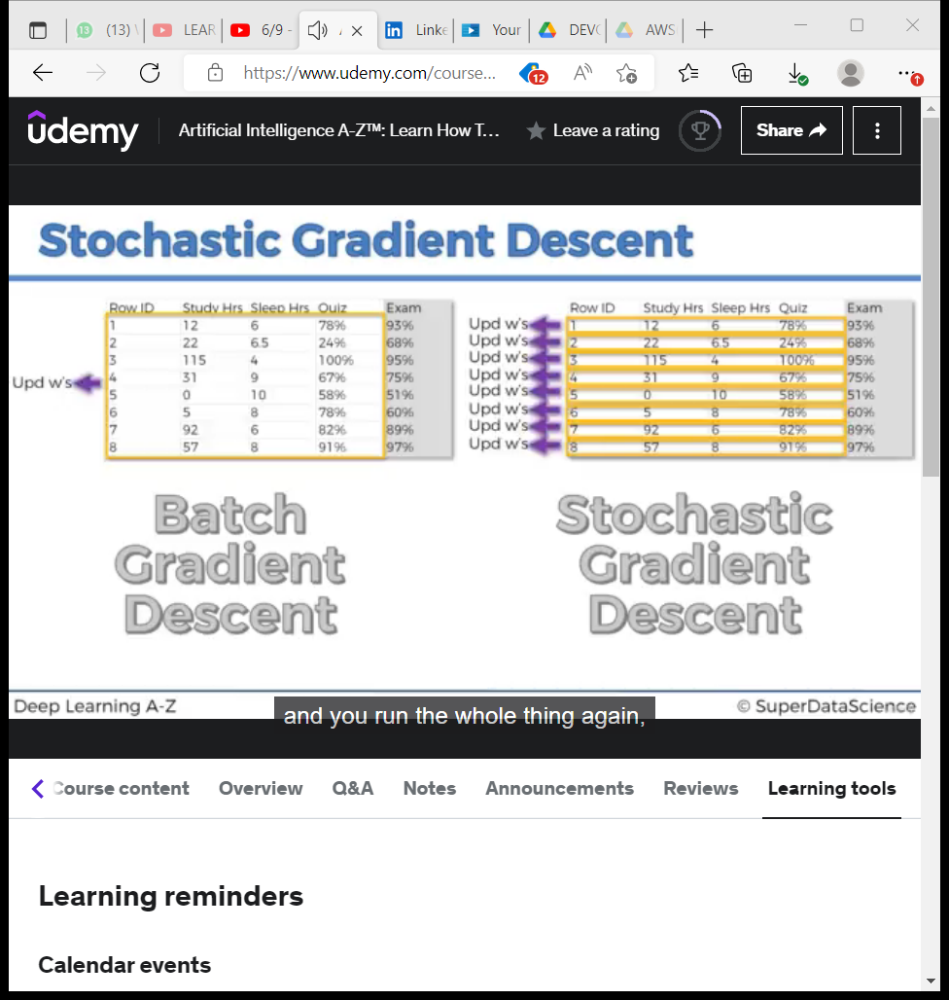 (13) \
LEAR
6/9 -
Linke
Your
DEVO
AWS
https://www.udemy.com/course...
12
A
ûdemy
Artificial Intelligence A-Z™: Learn How T...
Leave a rating
Share
Stochastic Gradient Descent
Row ID Study Hrs Sleep Hrs Quiz Exam
1 12 6 78% 93%
2 22 6.5 24% 68%
3 115 4 100% 95%
4 31 9 67% 75%
5 0 10 58% 51%
6 5 8 78% 60%
7 92 6 82% 89%
8 57 8 91% 97%
Upd w's
Row ID Study Hrs Sleep Hrs Quiz Exam
Upd w's 1 12 6 78% 93%
Upd w's 2 22 6.5 24% 68%
Upd w's 3 115 4 100% 95%
Upd w's 4 31 9 67% 75%
Upd w's 5 0 10 58% 51%
Upd w's 6 5 8 78% 60%
Upd w's 7 92 6 82% 89%
Upd w's 8 57 8 91% 97%
Batch
Gradient
Descent
Stochastic
Gradient
Descent
Deep Learning A-Z
and you run the whole thing again,
© SuperDataScience
Course content
Overview
Q&A
Notes
Announcements
Reviews
Learning tools
Learning reminders
Calendar events